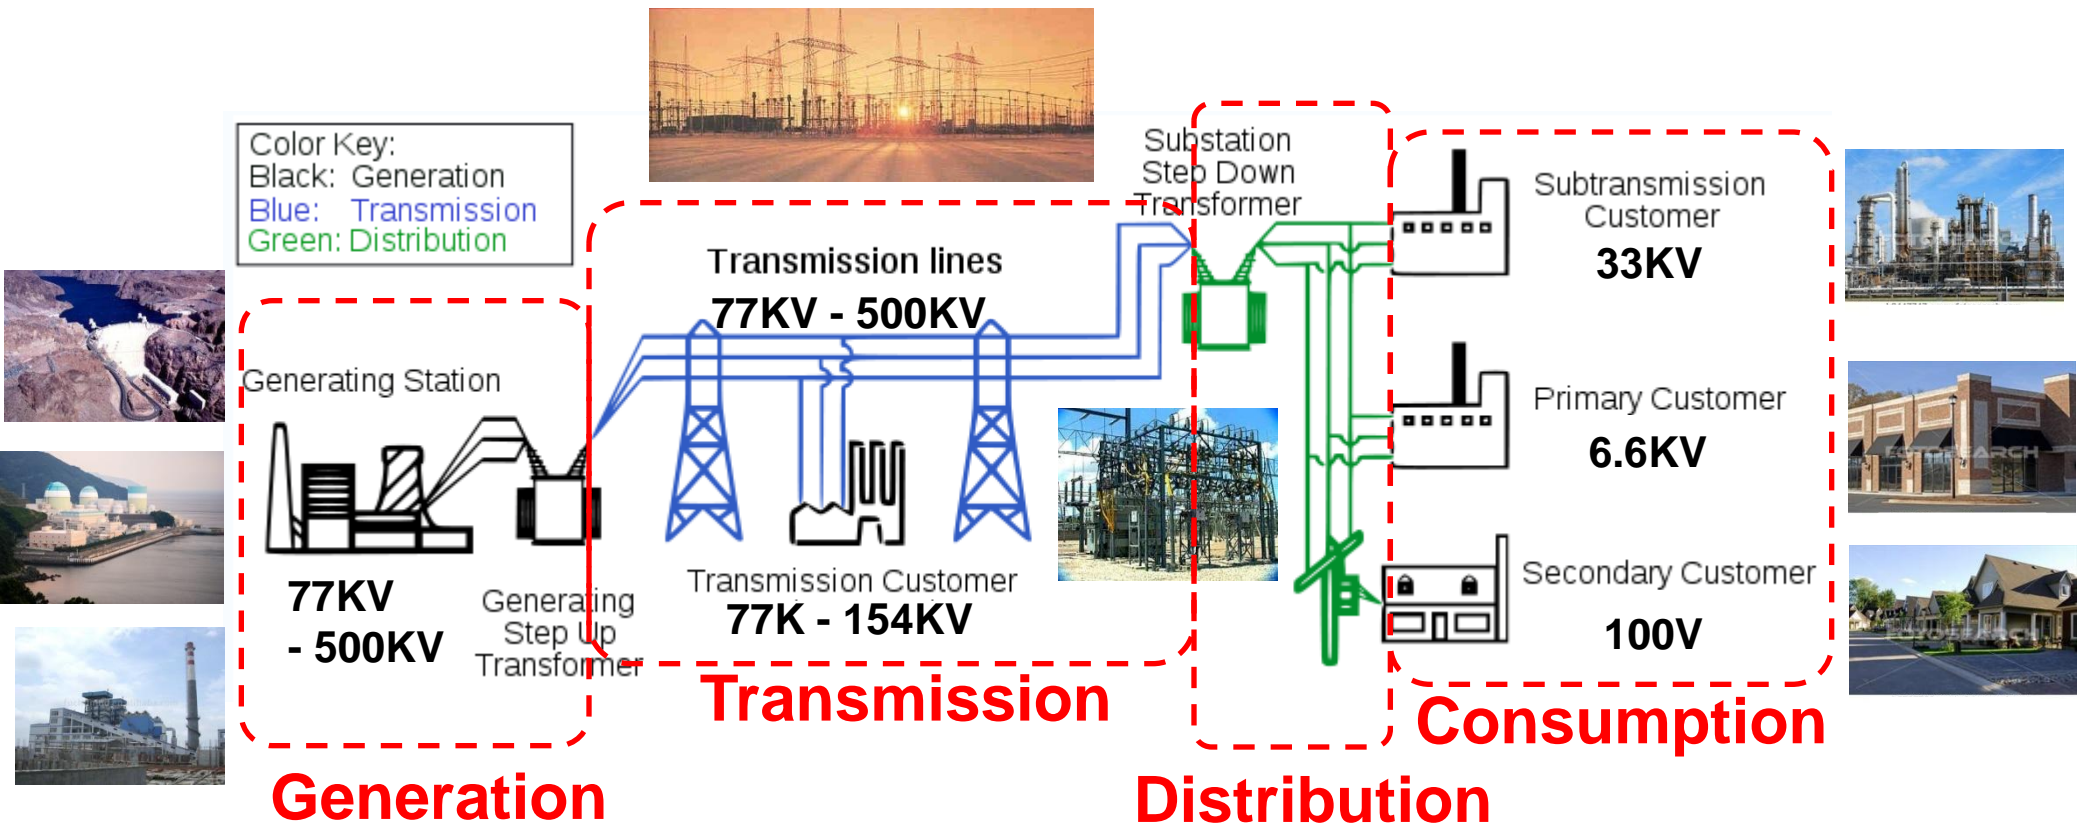 Color Key:
Black: Generation
Blue: Transmission
Green: Distribution
Substation
Step Down
Transformer
Transmission lines
77KV - 500KV
Subtransmission
Customer
33KV
Generating Station
Primary Customer
6.6KV
77KV
- 500KV
Generating
Step Up
Transformer
Transmission Customer
77K - 154KV
Secondary Customer
100V
Transmission
Consumption
Generation
Distribution